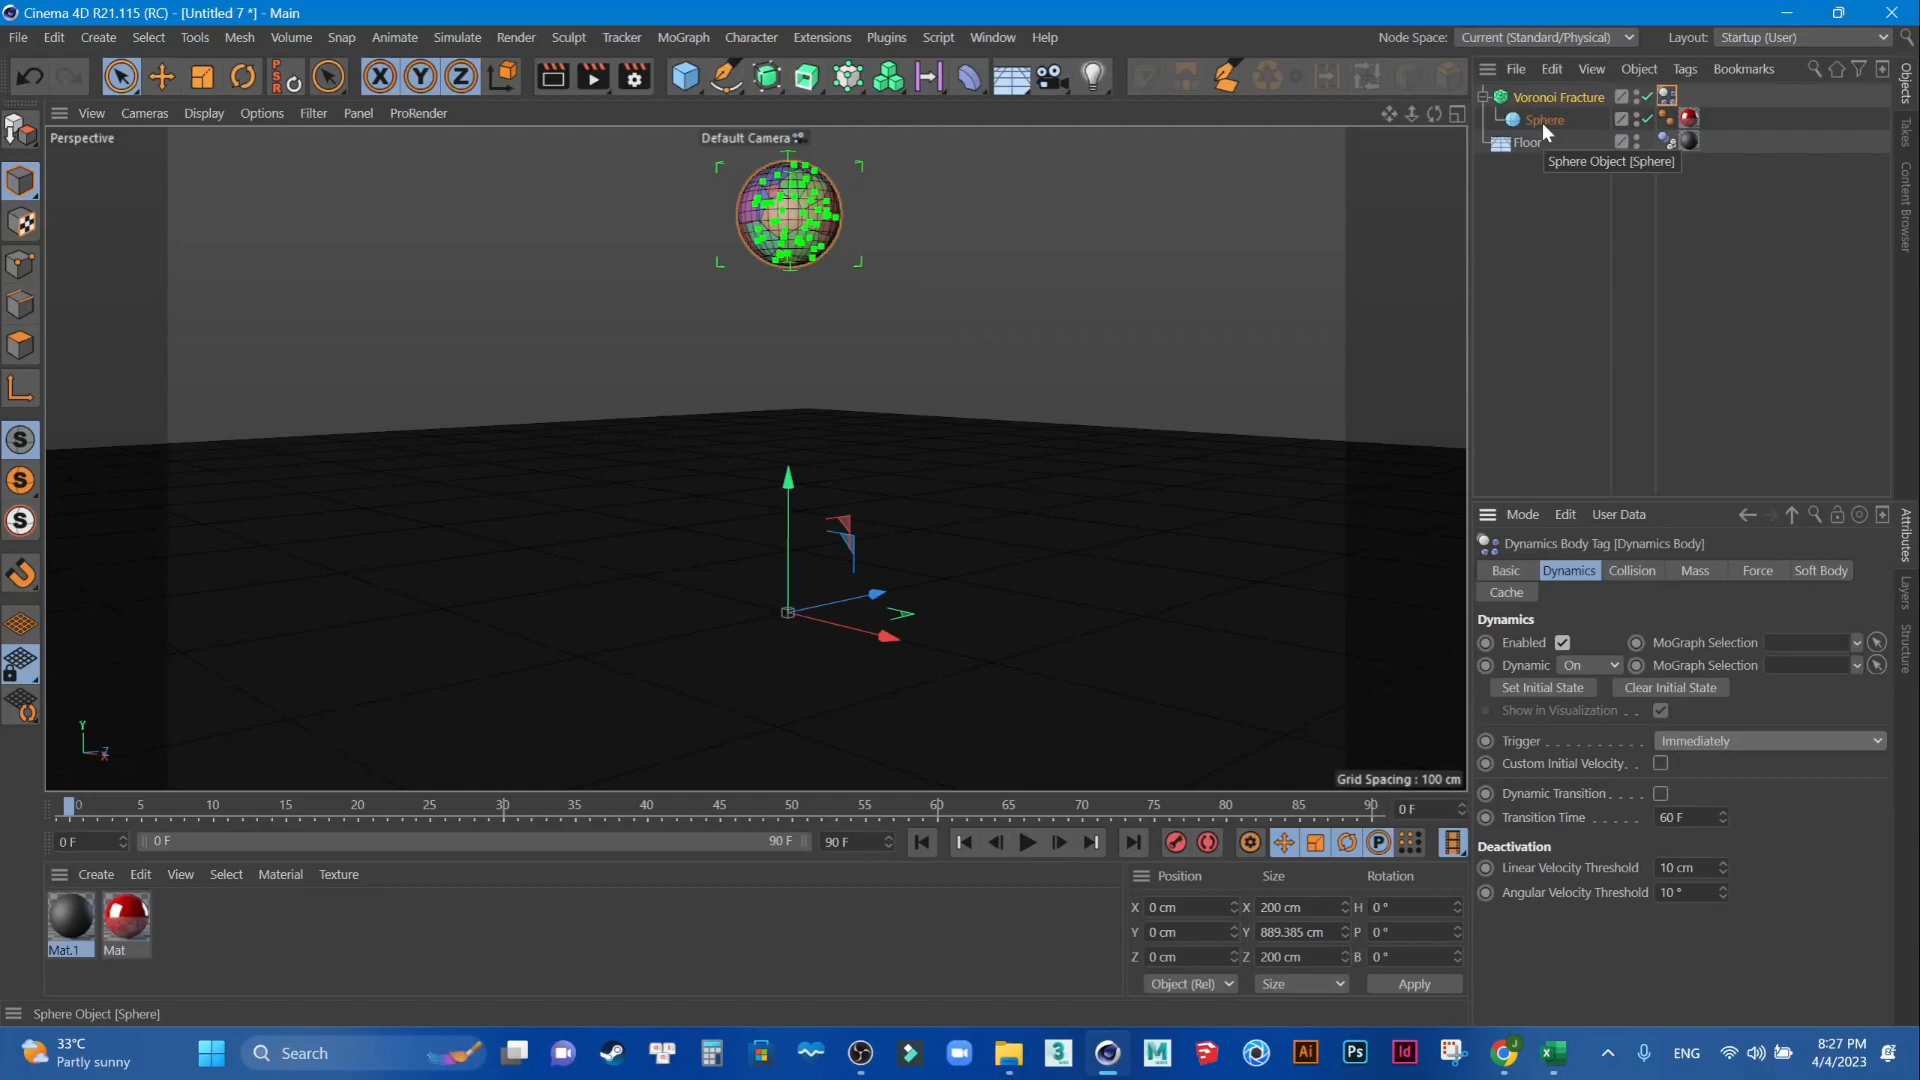 Cinema 4D R21.115 (RC) - [Untitled 7 *] - Main
File Edit Create Select Tools Mesh Volume Snap Animate Simulate Render Sculpt Tracker MoGraph Character Extensions Plugins Script Window Help Node Space: Current (Standard/Physical) Layout: Startup (User)
File Edit View Object Tags Bookmarks
Voronoi Fracture
Sphere
Floor
Sphere Object [Sphere]
Objects
Takes
Content Browser
View Cameras Display Options Filter Panel ProRender
Perspective
Default Camera
Y
Z
X
Grid Spacing : 100 cm
Mode Edit User Data
Attributes
Layers
Structure
Dynamics Body Tag [Dynamics Body]
Basic Dynamics Collision Mass Force Soft Body
Cache
Dynamics
Enabled MoGraph Selection
Dynamic On MoGraph Selection
Set Initial State Clear Initial State
Show in Visualization
Trigger Immediately
Custom Initial Velocity
Dynamic Transition
Transition Time 60 F
Deactivation
Linear Velocity Threshold 10 cm
Angular Velocity Threshold 10 °
0 5 10 15 20 25 30 35 40 45 50 55 60 65 70 75 80 85 90 0 F
0 F 0 F 90 F 90 F
Create Edit View Select Material Texture
Mat.1 Mat
Position Size Rotation
X 0 cm X 200 cm H 0 °
Y 0 cm Y 889.385 cm P 0 °
Z 0 cm Z 200 cm B 0 °
Object (Rel) Size Apply
Sphere Object [Sphere]
33°C
Partly sunny
Search
ENG
8:27 PM
4/4/2023